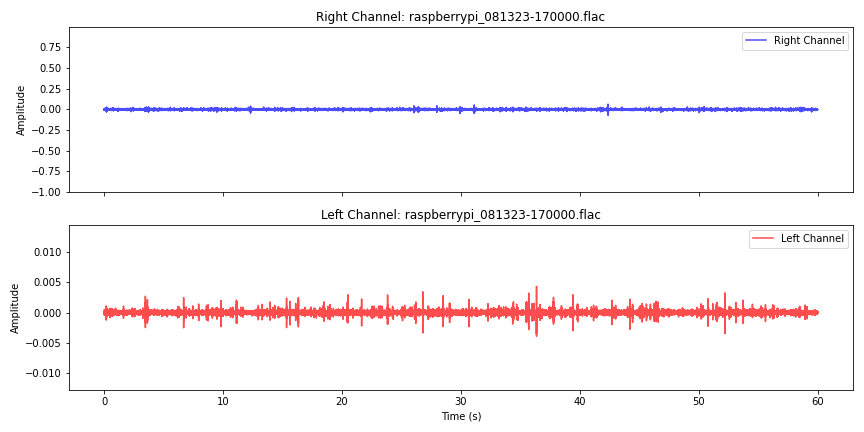 Right Channel: raspberrypi_081323-170000.flac
Right Channel
Amplitude
0.75
0.50
0.25
0.00
−0.25
−0.50
−0.75
−1.00
Left Channel: raspberrypi_081323-170000.flac
Left Channel
Amplitude
0.010
0.005
0.000
−0.005
−0.010
0 10 20 30 40 50 60
Time (s)